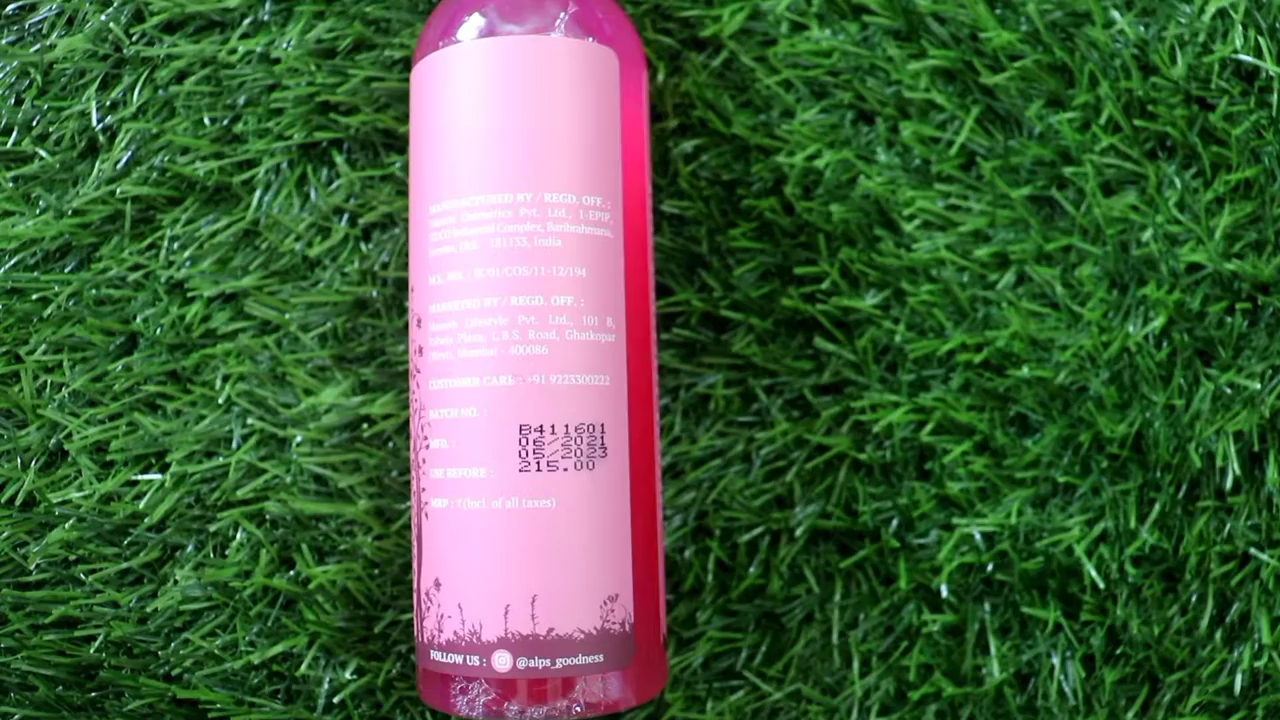 MANUFACTURED BY / REGD. OFF. :
Cosmetics Pvt. Ltd., 1-EPIP,
SIDCO Industrial Complex, Baribrahmana,
181133, India
M.L. NO. : JK/01/COS/11-12/194
MARKETED BY / REGD. OFF. :
Lifestyle Pvt. Ltd., 101 B,
Plaza, L.B.S. Road, Ghatkopar
(West), Mumbai - 400086
CUSTOMER CARE : +91 9223300222
BATCH NO. :
B411601
MFD. :
06/2021
05/2023
USE BEFORE :
215.00
MRP : ₹ (Incl. of all taxes)
FOLLOW US : @alps_goodness